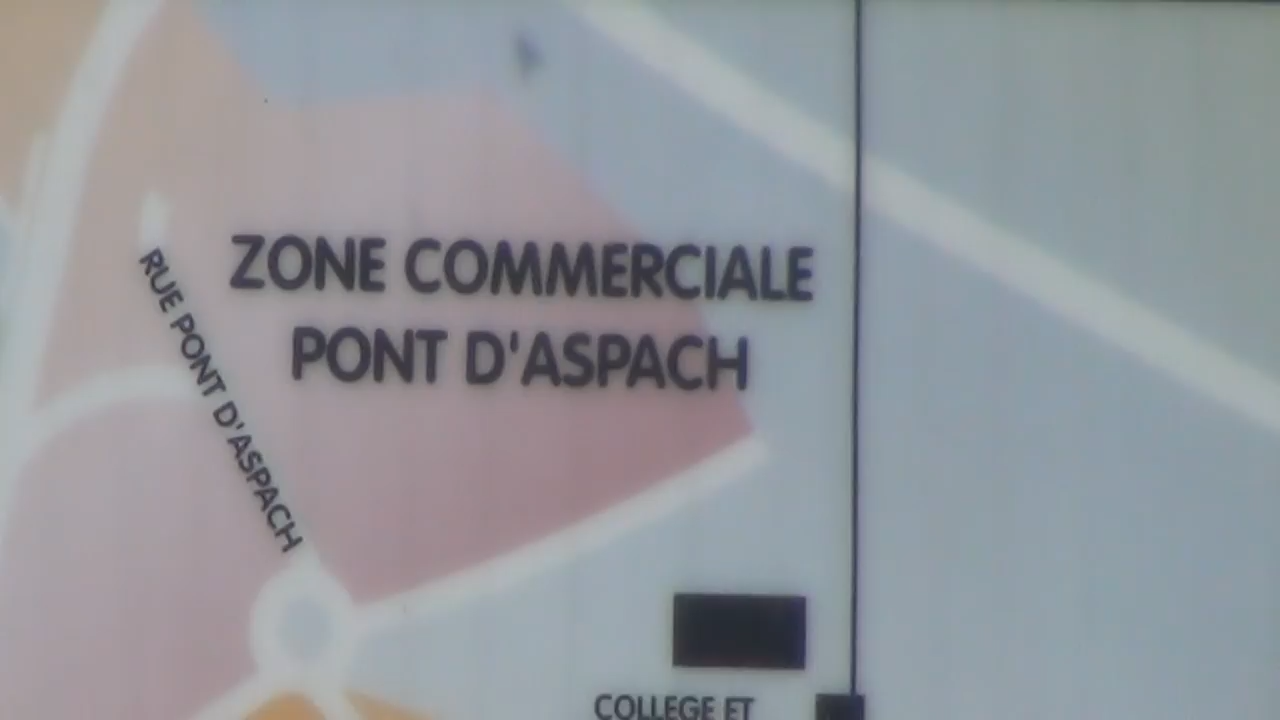 ZONE COMMERCIALE
PONT D'ASPACH
RUE PONT D'ASPACH
COLLEGE ET